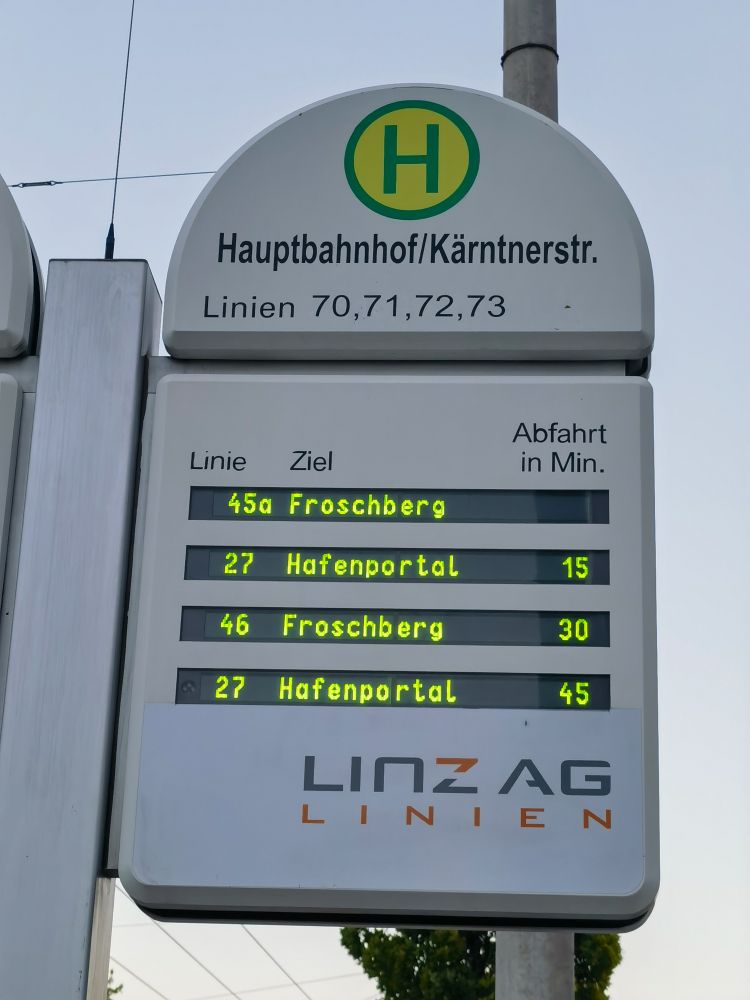 H
Hauptbahnhof/Kärntnerstr.
Linien 70,71,72,73
Abfahrt
Linie Ziel in Min.
45a Froschberg
27 Hafenportal 15
46 Froschberg 30
27 Hafenportal 45
LINZ AG
LINIEN